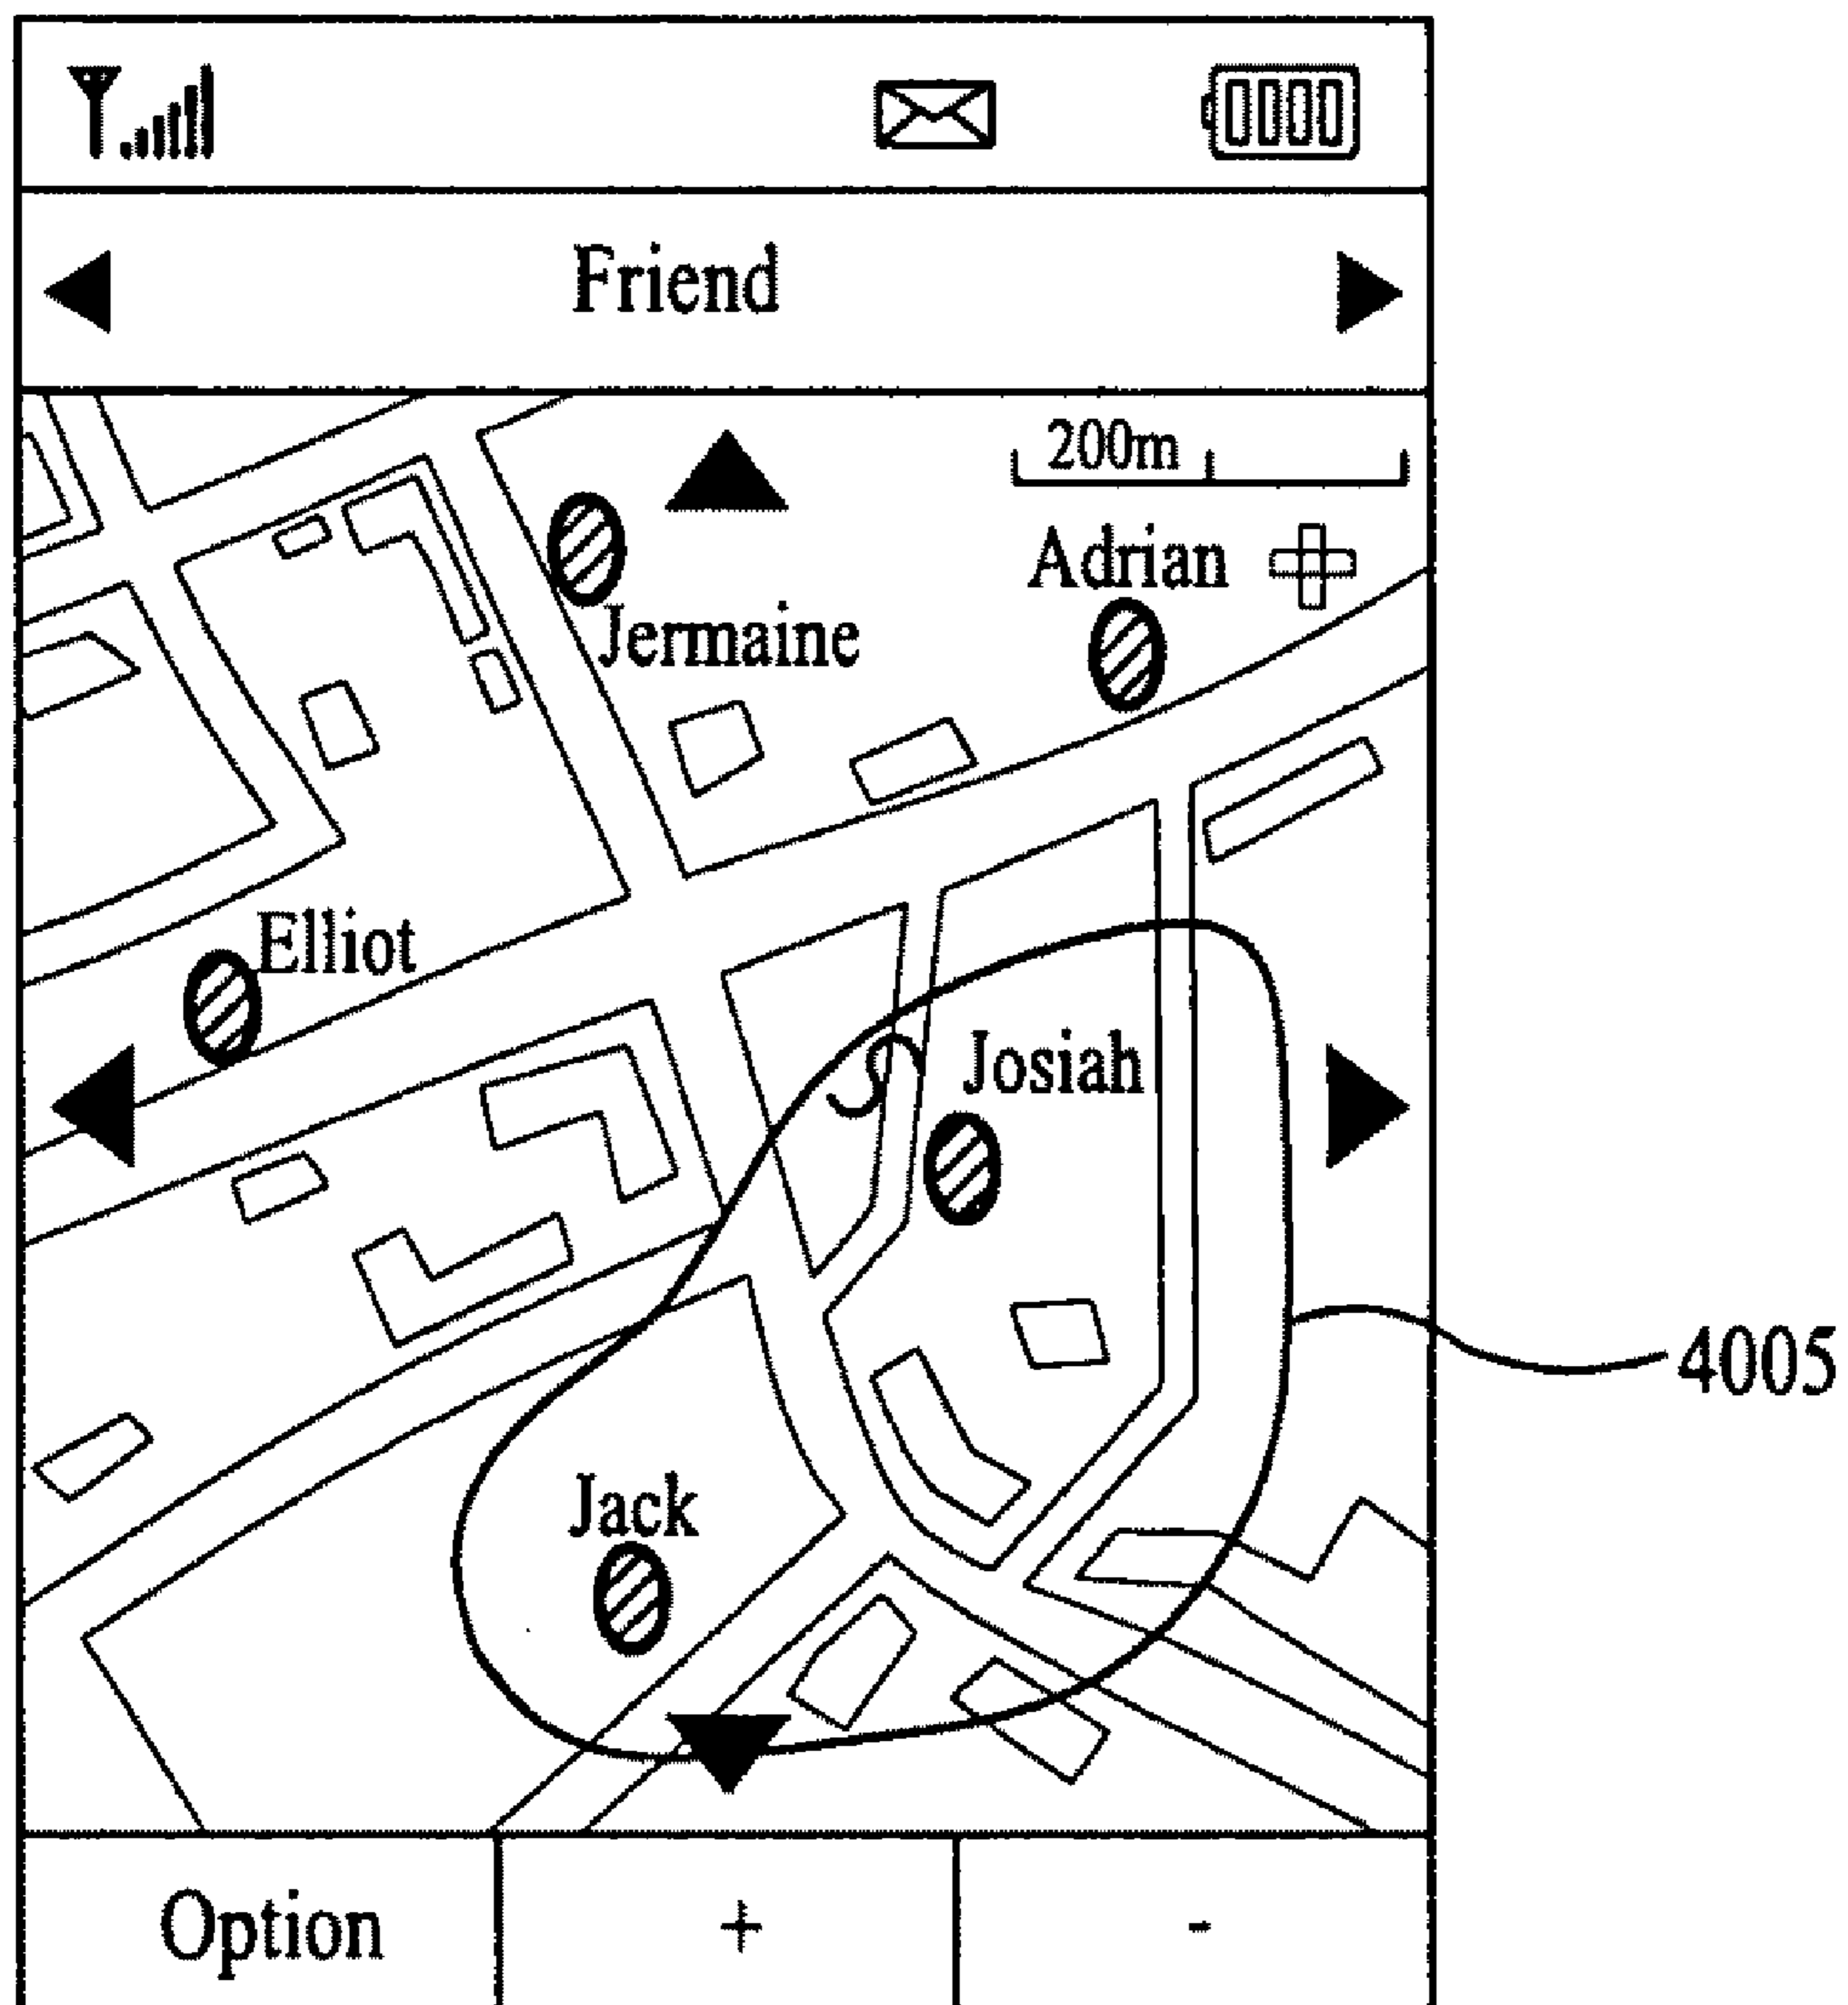 Friend
200m
Adrian
Jermaine
Elliot
Josiah
4005
Jack
Option + -